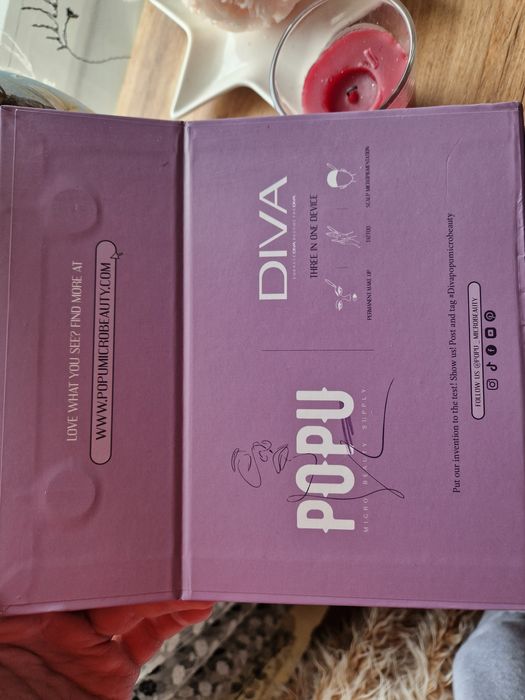 LOVE WHAT YOU SEE? FIND MORE AT
WWW.POPUMICROBEAUTY.COM
POPU
MICRO BEAUTY SUPPLY
DIVA
THREE IN ONE DEVICE
PERMANENT MAKE UP
TATTOO
SCALP MICROPIGMENTATION
Put our invention to the test! Show us! Post and tag #Divapopumicrobeauty
FOLLOW US @POPU_MICROBEAUTY